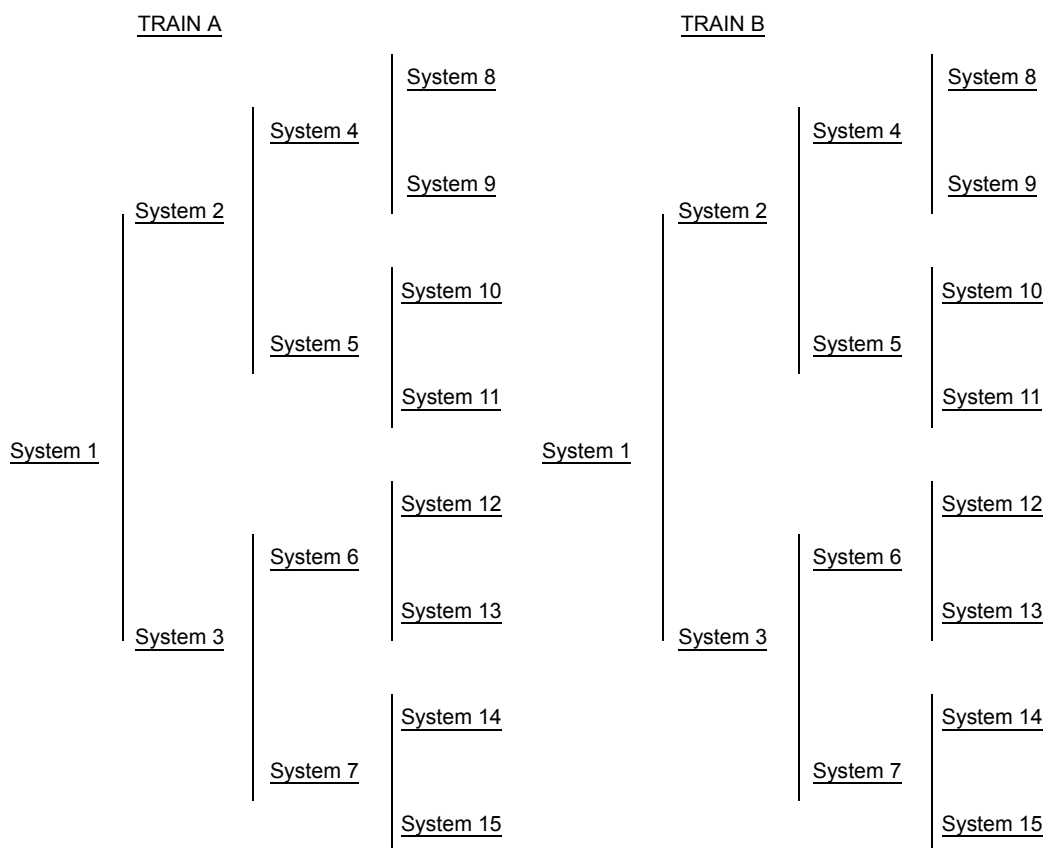 TRAIN A TRAIN B
System 8 System 8
System 4 System 4
System 9 System 9
System 2 System 2
System 10 System 10
System 5 System 5
System 11 System 11
System 1 System 1
System 12 System 12
System 6 System 6
System 13 System 13
System 3 System 3
System 14 System 14
System 7 System 7
System 15 System 15